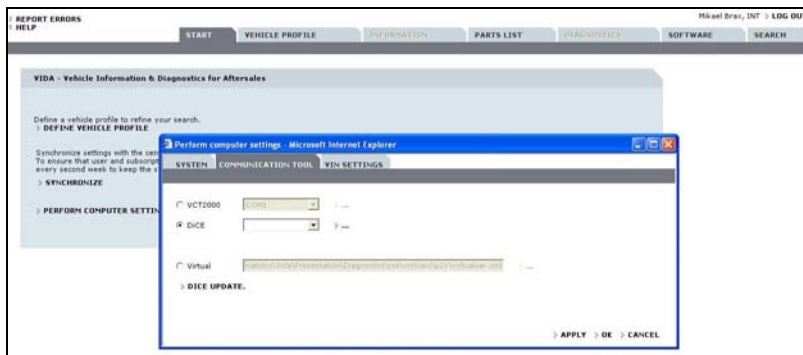 REPORT ERRORS
HELP
Mikael Brax, INT > LOG OU
START VEHICLE PROFILE INFORMATION PARTS LIST DIAGNOSTICS SOFTWARE SEARCH
VIDA - Vehicle Information & Diagnostics for Aftersales
Define a vehicle profile to refine your search.
> DEFINE VEHICLE PROFILE
Synchronize settings with the cen
To ensure that user and subscript
every second week to keep the s
> SYNCHRONIZE
> PERFORM COMPUTER SETTIN
Perform computer settings - Microsoft Internet Explorer
SYSTEM COMMUNICATION TOOL VIN SETTINGS
VCT2000 COM1 > ...
DiCE > ...
Virtual > ...
> DICE UPDATE.
> APPLY > OK > CANCEL